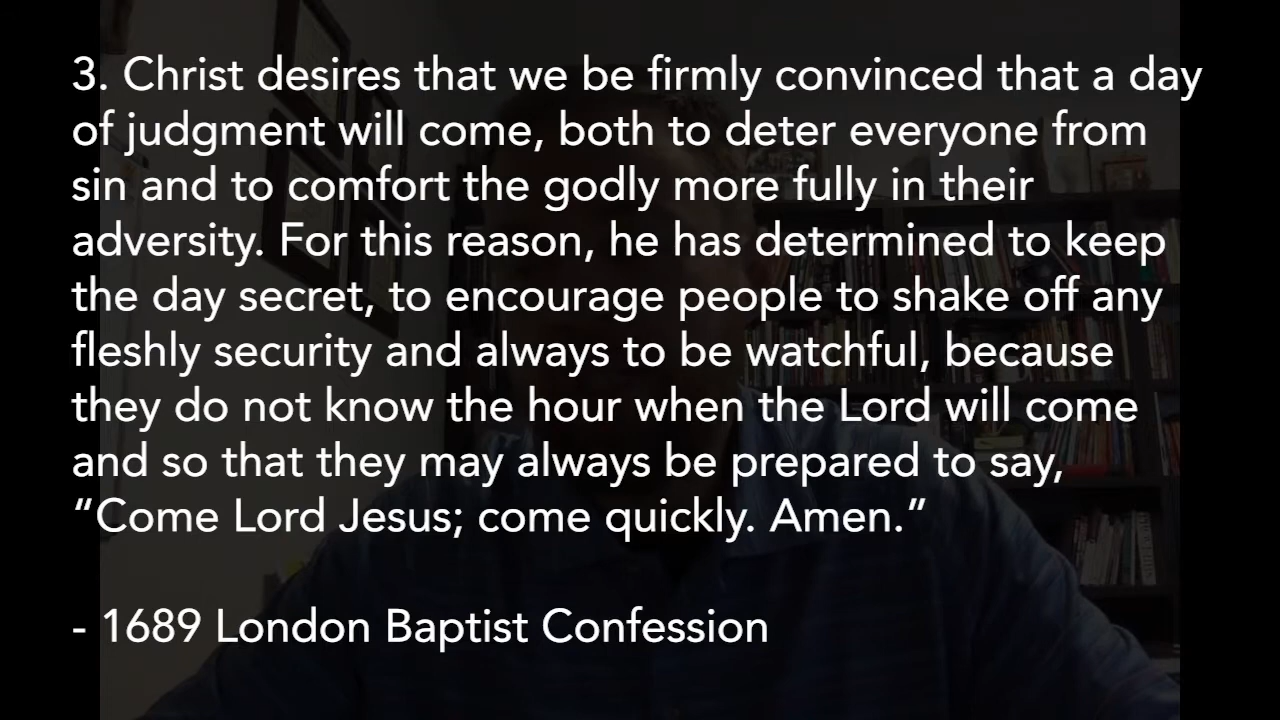 3. Christ desires that we be firmly convinced that a day
of judgment will come, both to deter everyone from
sin and to comfort the godly more fully in their
adversity. For this reason, he has determined to keep
the day secret, to encourage people to shake off any
fleshly security and always to be watchful, because
they do not know the hour when the Lord will come
and so that they may always be prepared to say,
“Come Lord Jesus; come quickly. Amen.”
- 1689 London Baptist Confession